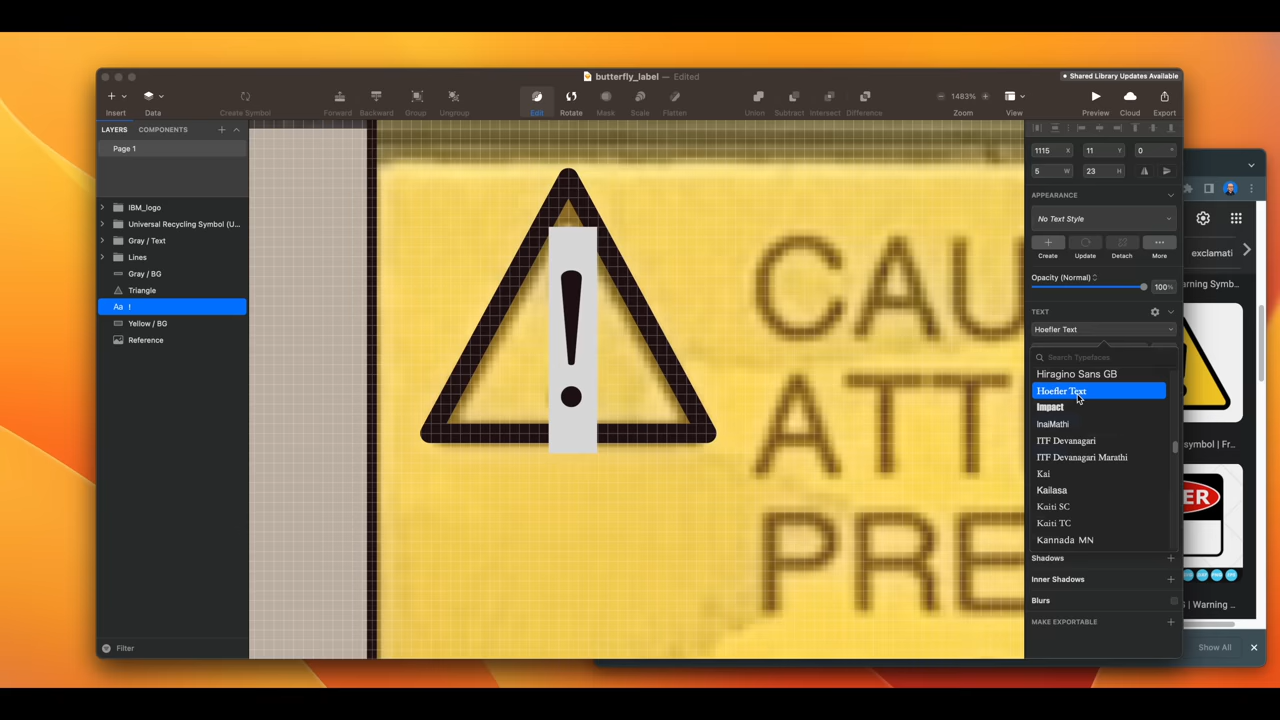 butterfly_label — Edited
Shared Library Updates Available
Insert
Data
Create Symbol
Forward
Backward
Group
Ungroup
Edit
Rotate
Mask
Scale
Flatten
Union
Subtract
Intersect
Difference
1483%
Zoom
View
Preview
Cloud
Export
LAYERS
COMPONENTS
Page 1
IBM_logo
Universal Recycling Symbol (U...
Gray / Text
Lines
Gray / BG
Triangle
Aa !
Yellow / BG
Reference
Filter
!
CAU
ATT
PRE
1115 X
11 Y
0 °
5 W
23 H
APPEARANCE
No Text Style
Create
Update
Detach
More
Opacity (Normal)
100%
TEXT
Hoefler Text
Search Typefaces
Hiragino Sans GB
Hoefler Text
Impact
InaiMathi
ITF Devanagari
ITF Devanagari Marathi
Kai
Kailasa
Kaiti SC
Kaiti TC
Kannada MN
Shadows
Inner Shadows
Blurs
MAKE EXPORTABLE
exclamati
rning Symb...
symbol | Fr...
ER
| Warning ...
Show All